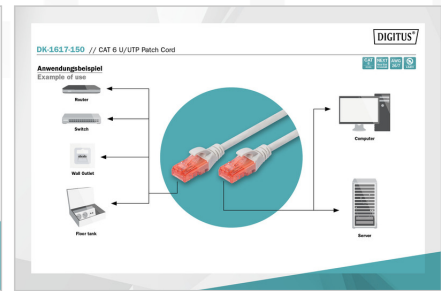 DIGITUS®
DK-1617-150 // CAT 6 U/UTP Patch Cord
Anwendungsbeispiel
Example of use
CAT
Router
Switch
Wall Outlet
Floor tank
Computer
Server